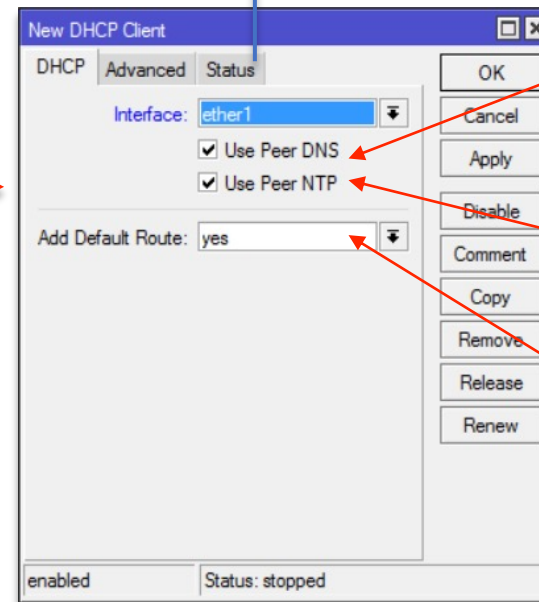 New DHCP Client
DHCP Advanced Status
Interface: ether1
Use Peer DNS
Use Peer NTP
Add Default Route: yes
OK
Cancel
Apply
Disable
Comment
Copy
Remove
Release
Renew
enabled
Status: stopped